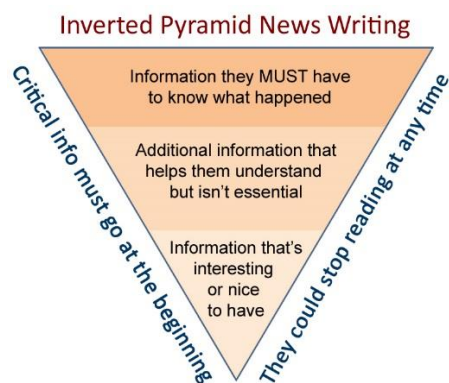 Inverted Pyramid News Writing
Information they MUST have
to know what happened
Additional information that
helps them understand
but isn't essential
Information that's
interesting
or nice
to have
Critical info must go at the beginning
They could stop reading at any time